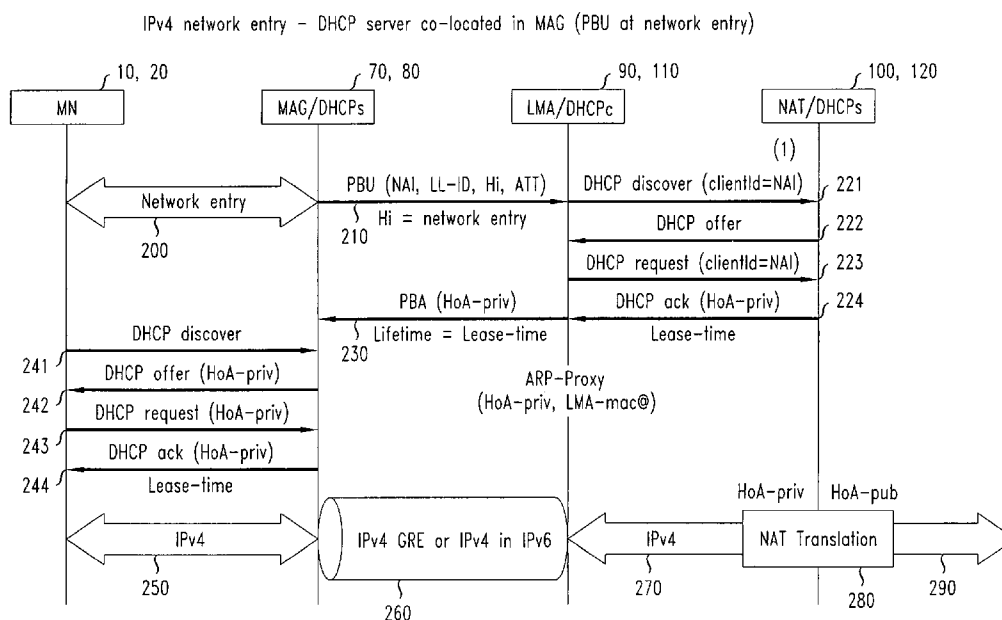 IPv4 network entry – DHCP server co-located in MAG (PBU at network entry)
10, 20
70, 80
90, 110
100, 120
MN
MAG/DHCPs
LMA/DHCPc
NAT/DHCPs
(1)
Network entry
200
PBU (NAI, LL-ID, Hi, ATT)
210
Hi = network entry
DHCP discover (clientId=NAI)
221
DHCP offer
222
DHCP request (clientId=NAI)
223
PBA (HoA-priv)
230
Lifetime = Lease-time
DHCP ack (HoA-priv)
224
Lease-time
DHCP discover
241
DHCP offer (HoA-priv)
242
ARP-Proxy
(HoA-priv, LMA-mac@)
DHCP request (HoA-priv)
243
DHCP ack (HoA-priv)
244
Lease-time
HoA-priv
HoA-pub
IPv4
250
IPv4 GRE or IPv4 in IPv6
260
IPv4
270
NAT Translation
280
290